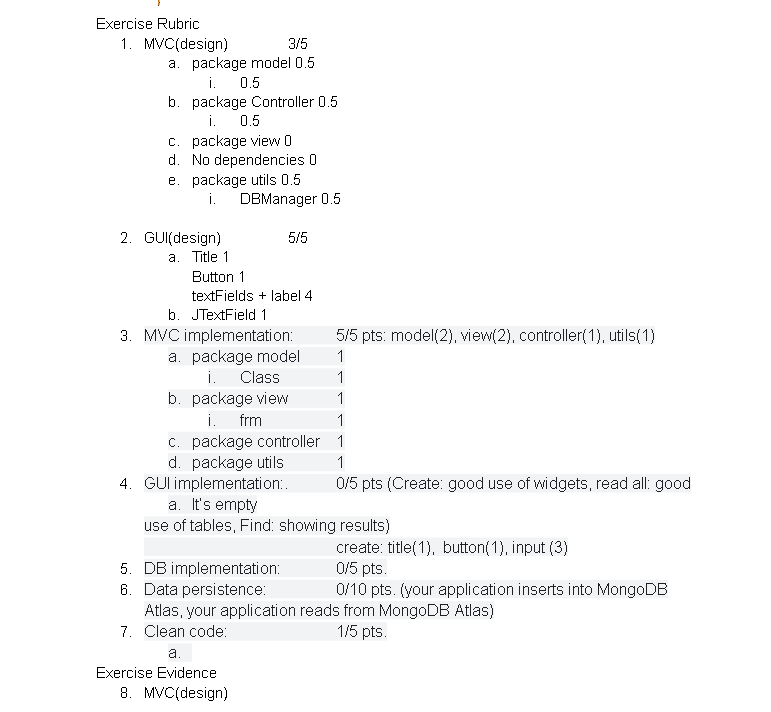 Exercise Rubric
1. MVC(design) 3/5
a. package model 0.5
i. 0.5
b. package Controller 0.5
i. 0.5
c. package view 0
d. No dependencies 0
e. package utils 0.5
i. DBManager 0.5
2. GUI(design) 5/5
a. Title 1
Button 1
textFields + label 4
b. JTextField 1
3. MVC implementation: 5/5 pts: model(2), view(2), controller(1), utils(1)
a. package model 1
i. Class 1
b. package view 1
i. frm 1
c. package controller 1
d. package utils 1
4. GUI implementation:. 0/5 pts (Create: good use of widgets, read all: good
a. It's empty
use of tables, Find: showing results)
create: title(1), button(1), input (3)
5. DB implementation: 0/5 pts.
6. Data persistence: 0/10 pts. (your application inserts into MongoDB
Atlas, your application reads from MongoDB Atlas)
7. Clean code: 1/5 pts.
a.
Exercise Evidence
8. MVC(design)